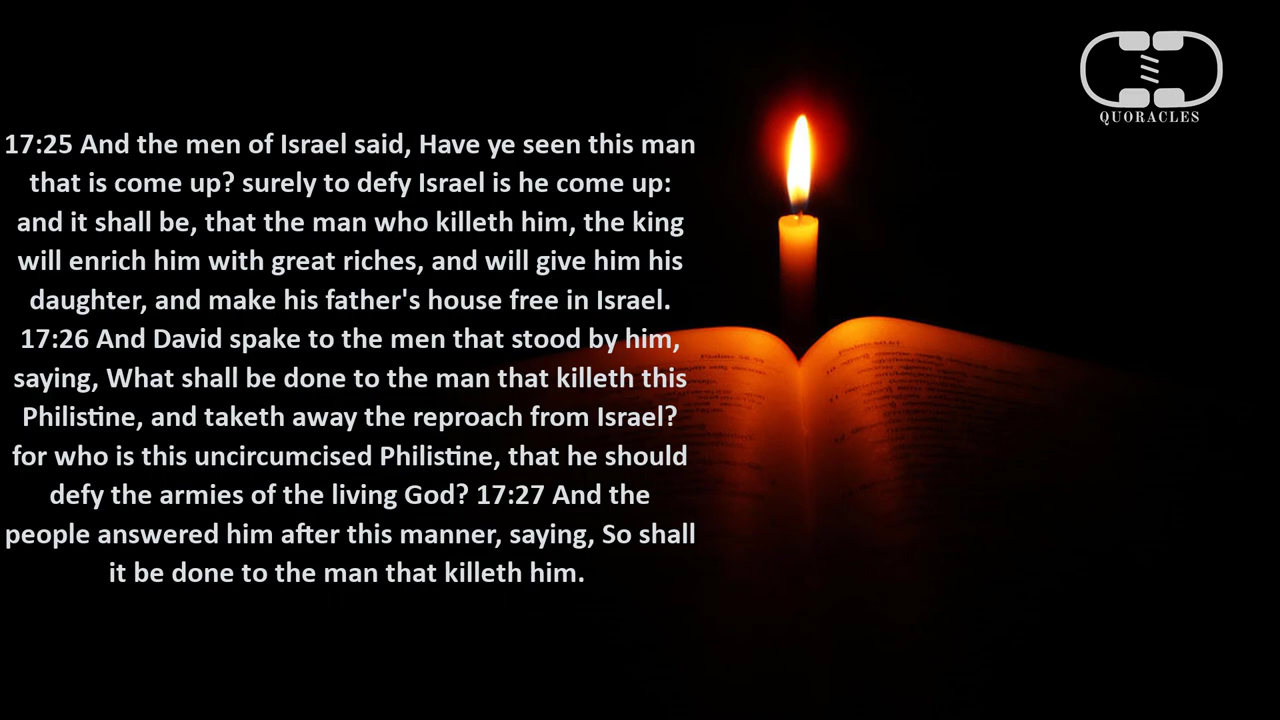 QUORACLES
17:25 And the men of Israel said, Have ye seen this man
that is come up? surely to defy Israel is he come up:
and it shall be, that the man who killeth him, the king
will enrich him with great riches, and will give him his
daughter, and make his father's house free in Israel.
17:26 And David spake to the men that stood by him,
saying, What shall be done to the man that killeth this
Philistine, and taketh away the reproach from Israel?
for who is this uncircumcised Philistine, that he should
defy the armies of the living God? 17:27 And the
people answered him after this manner, saying, So shall
it be done to the man that killeth him.